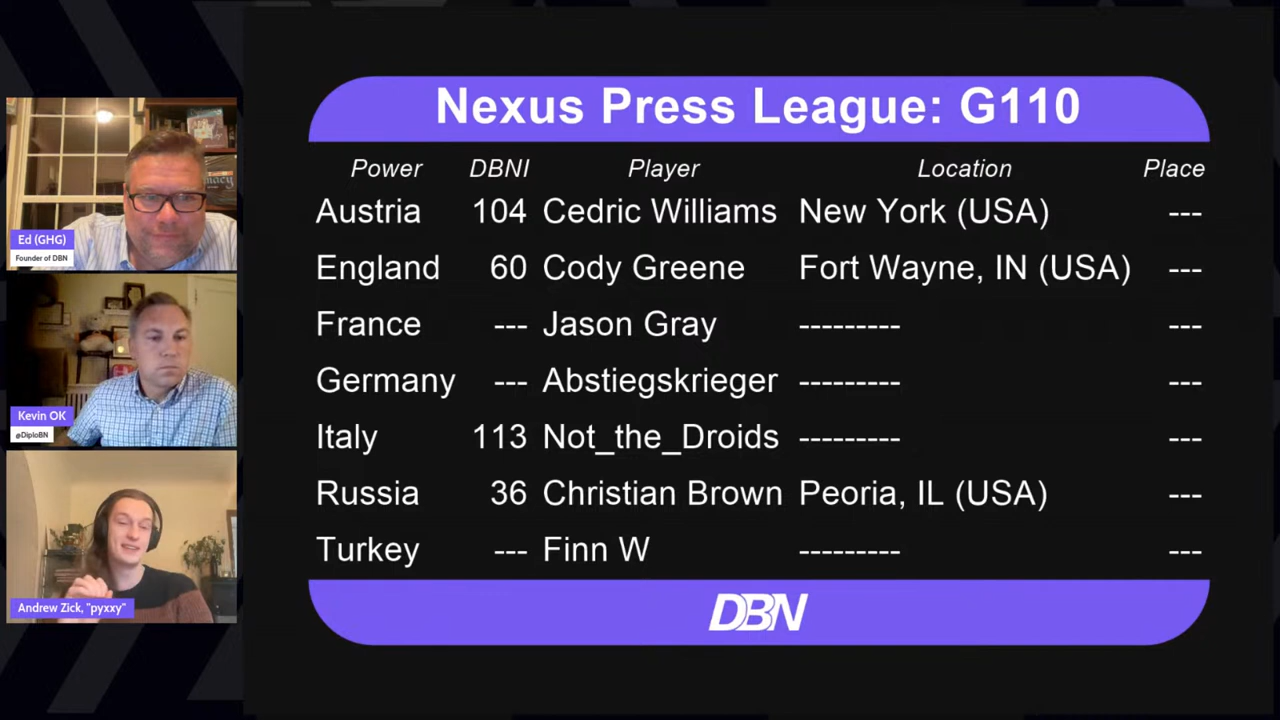 Nexus Press League: G110
Power DBNI Player Location Place
Austria 104 Cedric Williams New York (USA) ---
England 60 Cody Greene Fort Wayne, IN (USA) ---
France --- Jason Gray --------- ---
Germany --- Abstiegskrieger --------- ---
Italy 113 Not_the_Droids --------- ---
Russia 36 Christian Brown Peoria, IL (USA) ---
Turkey --- Finn W --------- ---
DBN
Ed (GHG)
Founder of DBN
Kevin OK
@DiploBN
Andrew Zick, "pyxxy"